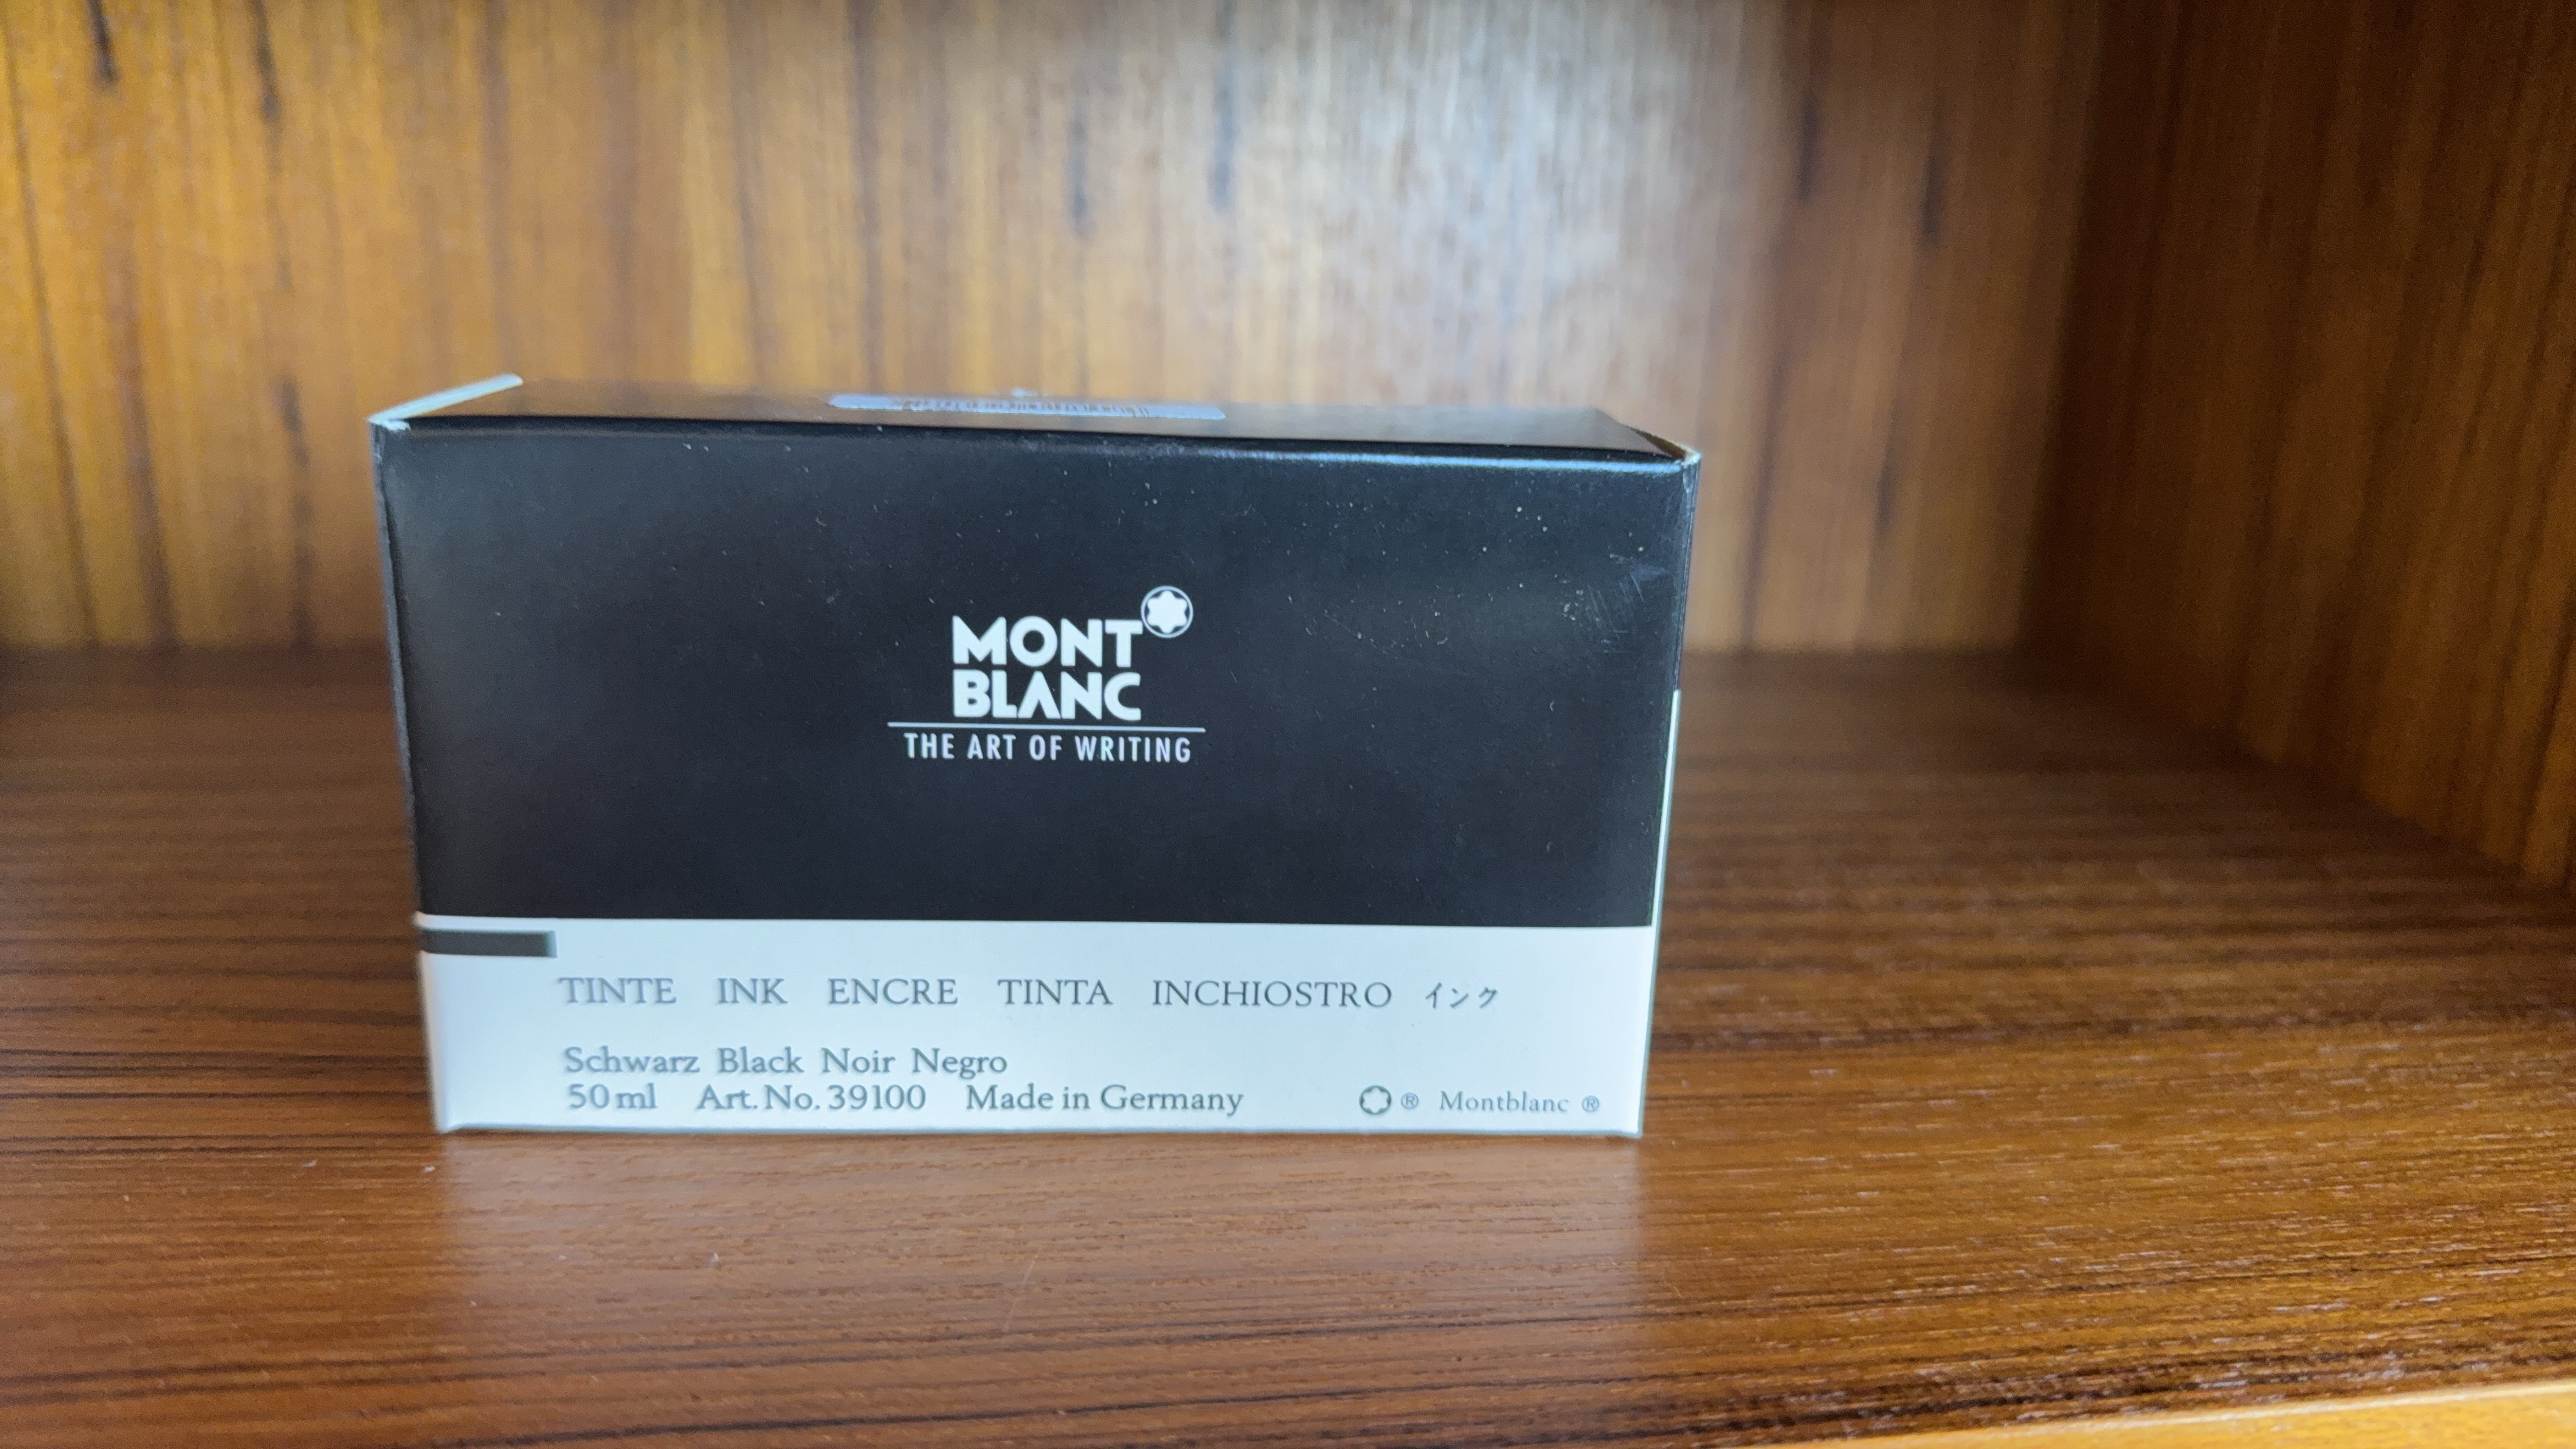 MONT
BLANC
THE ART OF WRITING
TINTE INK ENCRE TINTA INCHIOSTRO インク
Schwarz Black Noir Negro
50 ml Art. No. 39100 Made in Germany ® Montblanc ®